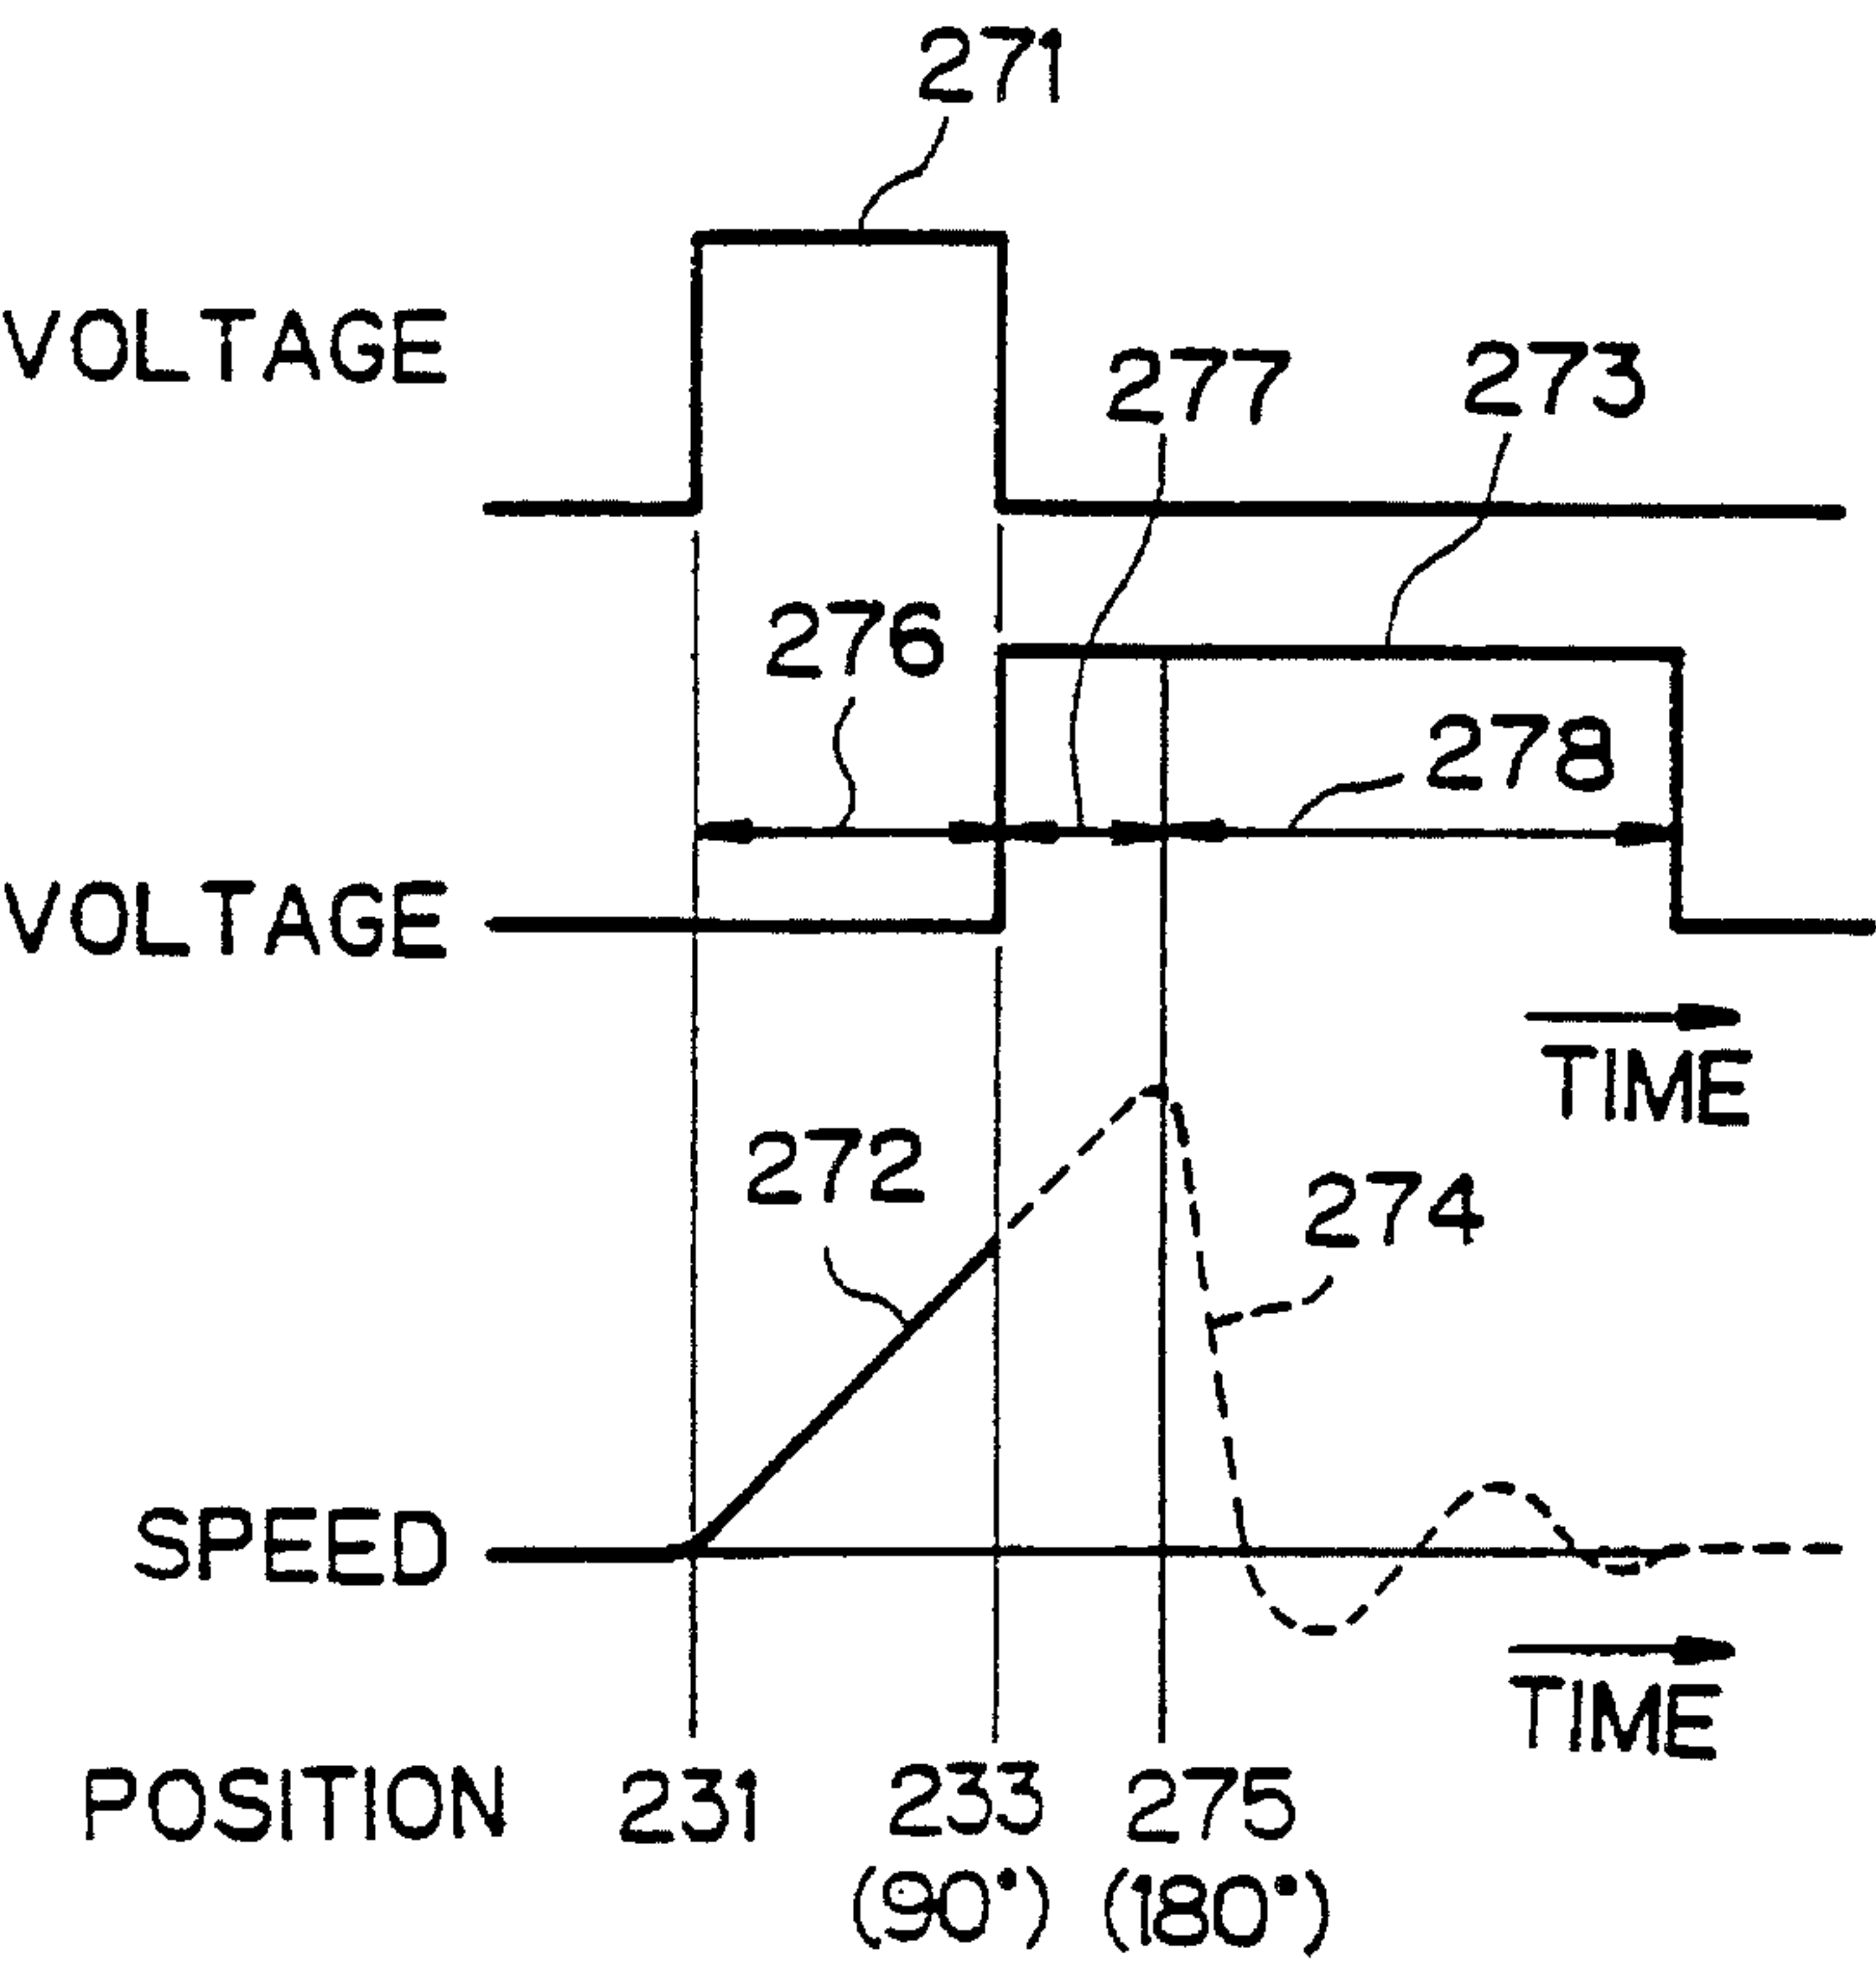 271
VOLTAGE
277
273
276
278
VOLTAGE
TIME
272
274
SPEED
TIME
POSITION 231 233 275
(90°) (180°)